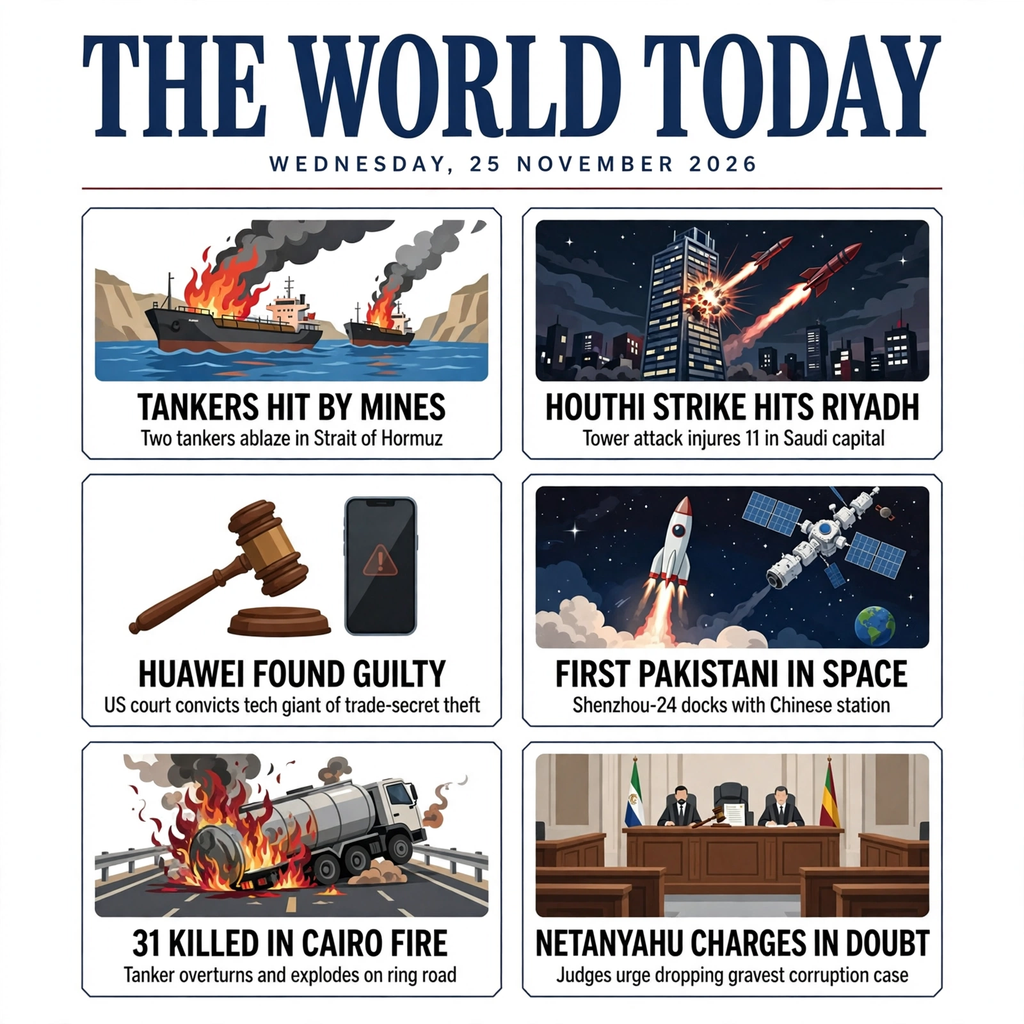 THE WORLD TODAY
WEDNESDAY, 25 NOVEMBER 2026
TANKERS HIT BY MINES
Two tankers ablaze in Strait of Hormuz
HOUTHI STRIKE HITS RIYADH
Tower attack injures 11 in Saudi capital
HUAWEI FOUND GUILTY
US court convicts tech giant of trade-secret theft
FIRST PAKISTANI IN SPACE
Shenzhou-24 docks with Chinese station
31 KILLED IN CAIRO FIRE
Tanker overturns and explodes on ring road
NETANYAHU CHARGES IN DOUBT
Judges urge dropping gravest corruption case